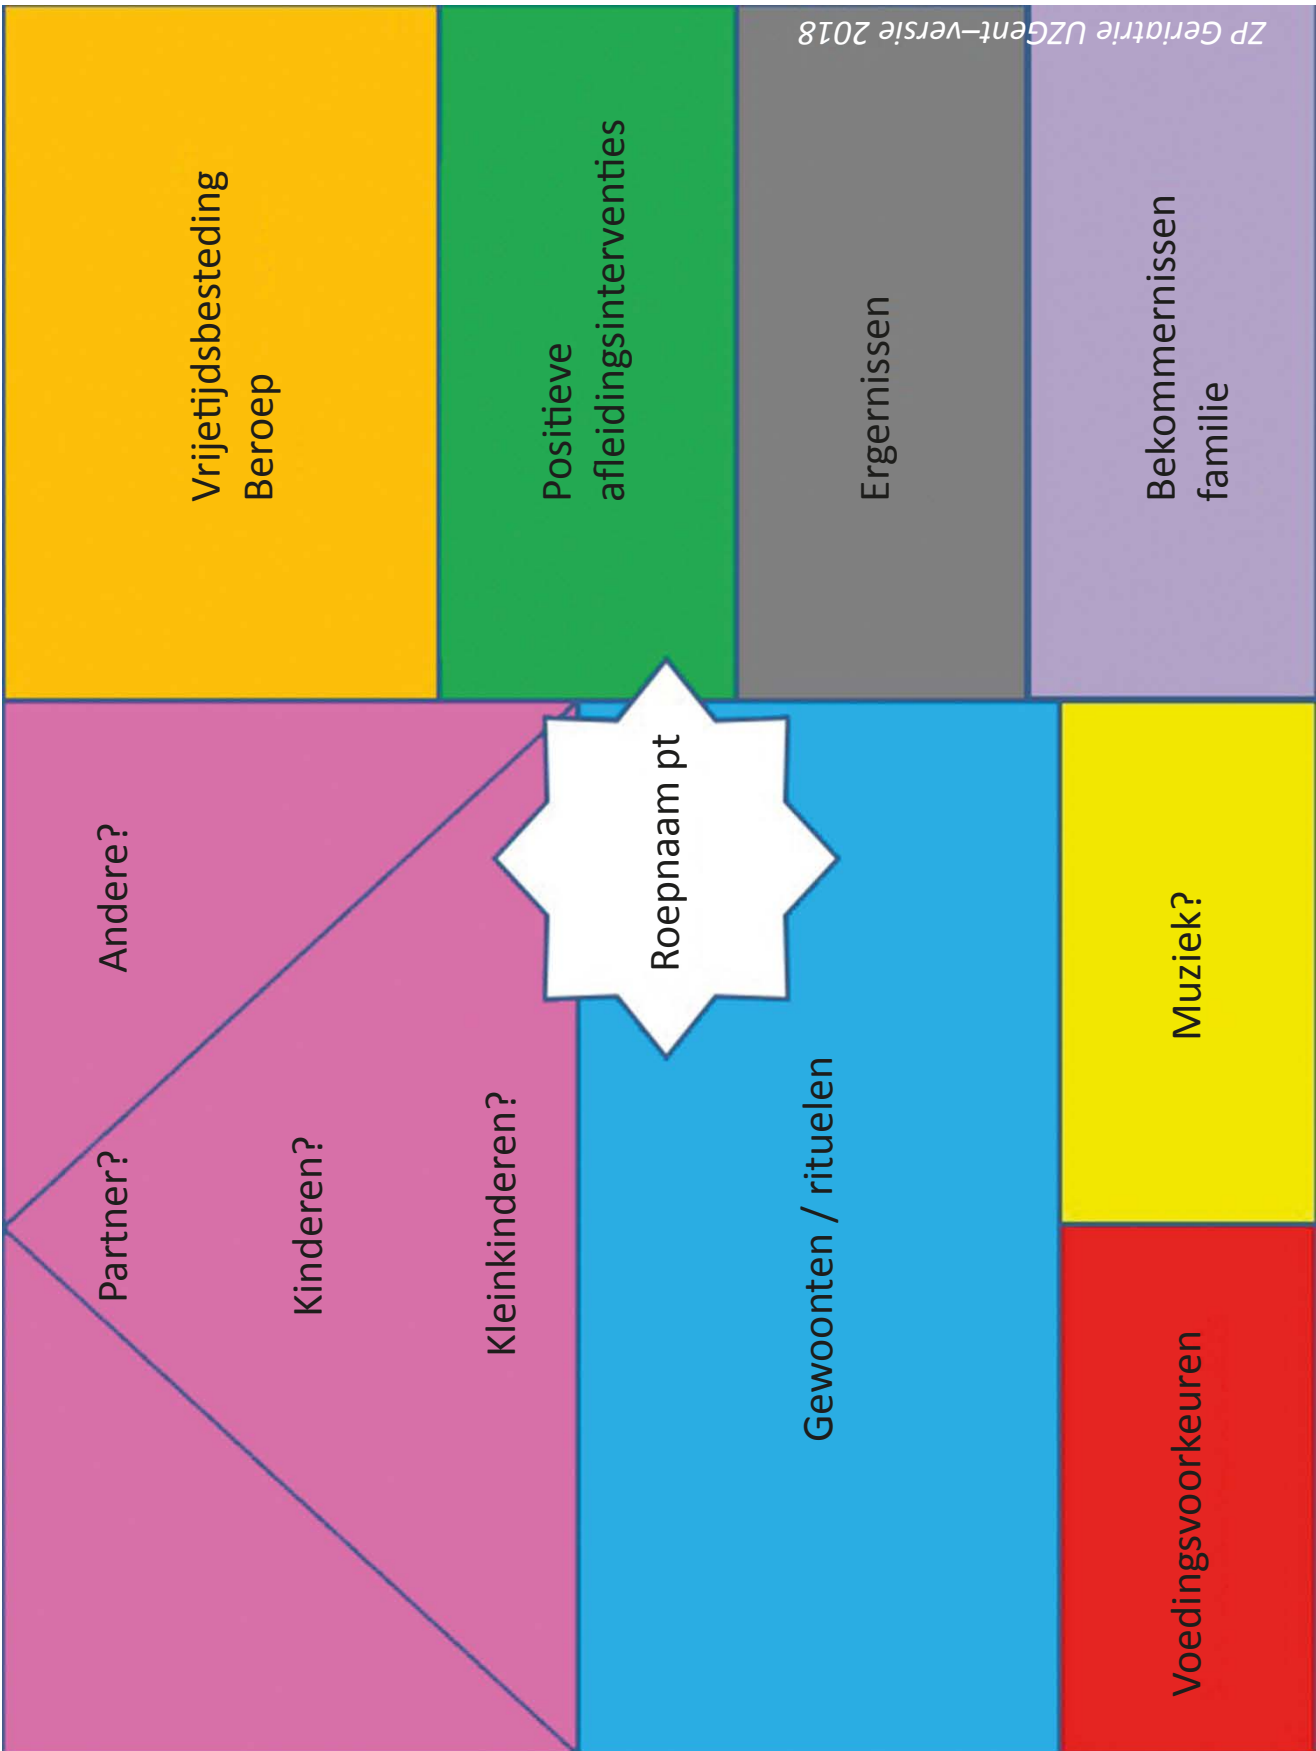 Partner?
Andere?
Kinderen?
Kleinkinderen?
Roepnaam pt
Gewoonten / rituelen
Voedingsvoorkeuren
Muziek?
Vrijetijdsbesteding
Beroep
Positieve
afleidingsinterventies
Ergernissen
Bekommernissen
familie
ZP Geriatrie UZGent–versie 2018